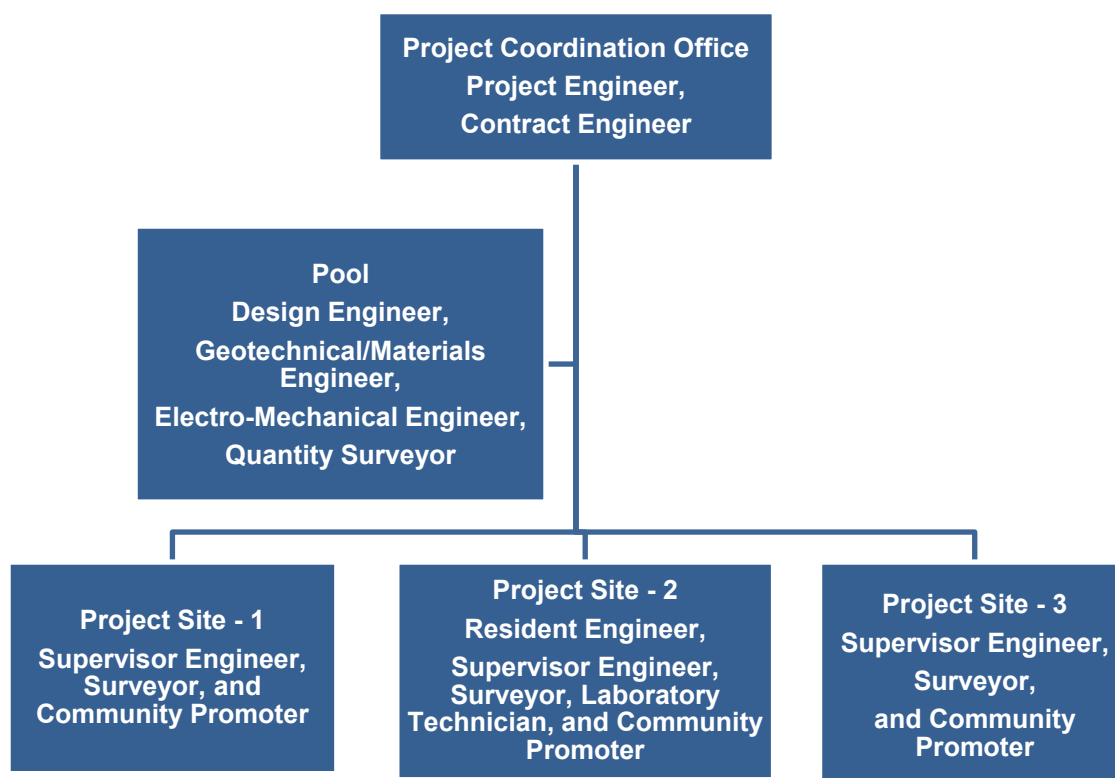 Project Coordination Office
Project Engineer,
Contract Engineer
Pool
Design Engineer,
Geotechnical/Materials
Engineer,
Electro-Mechanical Engineer,
Quantity Surveyor
Project Site - 1
Supervisor Engineer,
Surveyor, and
Community Promoter
Project Site - 2
Resident Engineer,
Supervisor Engineer,
Surveyor, Laboratory
Technician, and Community
Promoter
Project Site - 3
Supervisor Engineer,
Surveyor,
and Community
Promoter